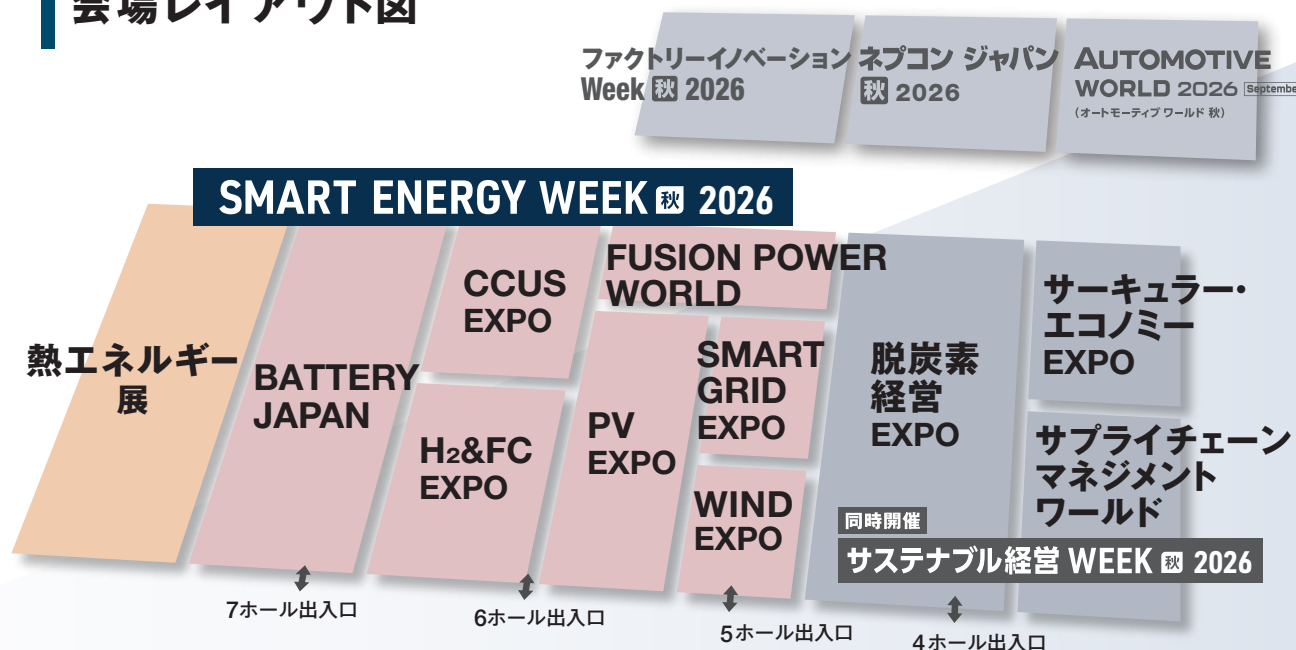 会場レイアウト図
ファクトリーイノベーション
Week 秋 2026
ネプコン ジャパン
秋 2026
AUTOMOTIVE
WORLD 2026 September
(オートモーティブ ワールド 秋)
SMART ENERGY WEEK 秋 2026
熱エネルギー
展
BATTERY
JAPAN
CCUS
EXPO
H2&FC
EXPO
FUSION POWER
WORLD
PV
EXPO
SMART
GRID
EXPO
WIND
EXPO
脱炭素
経営
EXPO
サーキュラー・
エコノミー
EXPO
サプライチェーン
マネジメント
ワールド
同時開催
サステナブル経営 WEEK 秋 2026
7ホール出入口
6ホール出入口
5ホール出入口
4ホール出入口